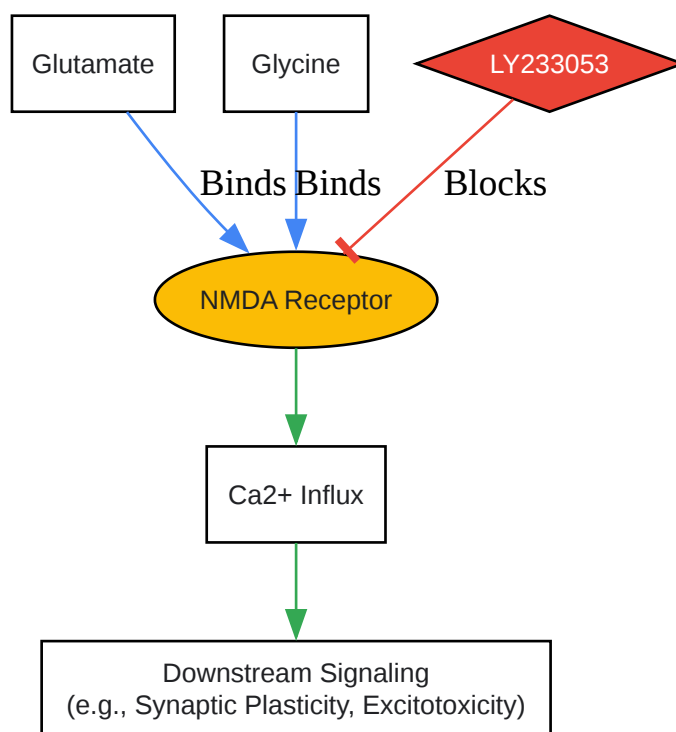 Glutamate
Glycine
LY233053
Binds
Binds
Blocks
NMDA Receptor
Ca2+ Influx
Downstream Signaling
(e.g., Synaptic Plasticity, Excitotoxicity)